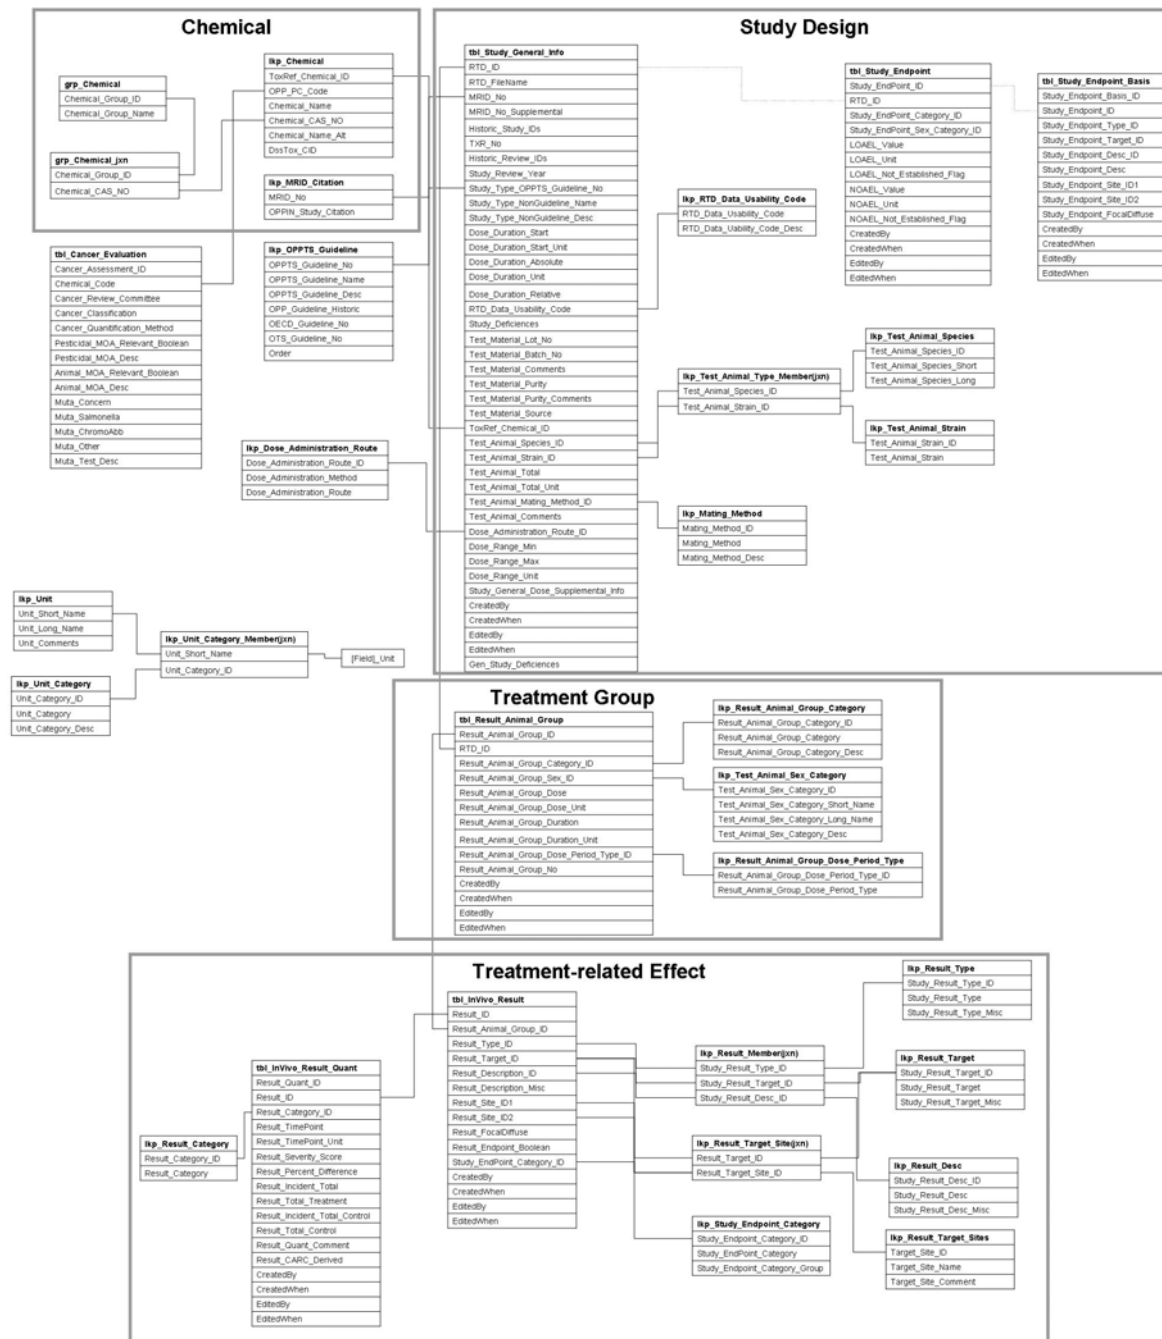 Chemical
grp_Chemical
Chemical_Group_ID
Chemical_Group_Name
grp_Chemical_jxn
Chemical_Group_ID
Chemical_CAS_NO
lkp_Chemical
ToxRef_Chemical_ID
OPP_PC_Code
Chemical_Name
Chemical_CAS_NO
Chemical_Name_Alt
DssTox_CID
lkp_MRID_Citation
MRID_No
OPPIN_Study_Citation
tbl_Cancer_Evaluation
Cancer_Assessment_ID
Chemical_Code
Cancer_Review_Committee
Cancer_Classification
Cancer_Quanitification_Method
Pesticidal_MOA_Relevant_Boolean
Pesticidal_MOA_Desc
Animal_MOA_Relevant_Boolean
Animal_MOA_Desc
Muta_Concern
Muta_Salmonella
Muta_ChromoAbb
Muta_Other
Muta_Test_Desc
lkp_OPPTS_Guideline
OPPTS_Guideline_No
OPPTS_Guideline_Name
OPPTS_Guideline_Desc
OPP_Guideline_Historic
OECD_Guideline_No
OTS_Guideline_No
Order
lkp_Dose_Administration_Route
Dose_Administration_Route_ID
Dose_Administration_Method
Dose_Administration_Route
lkp_Unit
Unit_Short_Name
Unit_Long_Name
Unit_Comments
lkp_Unit_Category
Unit_Category_ID
Unit_Category
Unit_Category_Desc
lkp_Unit_Category_Member(jxn)
Unit_Short_Name
Unit_Category_ID
[Field]_Unit
Study Design
tbl_Study_General_Info
RTD_ID
RTD_FileName
MRID_No
MRID_No_Supplemental
Historic_Study_IDs
TXR_No
Historic_Review_IDs
Study_Review_Year
Study_Type_OPPTS_Guideline_No
Study_Type_NonGuideline_Name
Study_Type_NonGuideline_Desc
Dose_Duration_Start
Dose_Duration_Start_Unit
Dose_Duration_Absolute
Dose_Duration_Unit
Dose_Duration_Relative
RTD_Data_Usability_Code
Study_Deficiences
Test_Material_Lot_No
Test_Material_Batch_No
Test_Material_Comments
Test_Material_Purity
Test_Material_Purity_Comments
Test_Material_Source
ToxRef_Chemical_ID
Test_Animal_Species_ID
Test_Animal_Strain_ID
Test_Animal_Total
Test_Animal_Total_Unit
Test_Animal_Mating_Method_ID
Test_Animal_Comments
Dose_Administration_Route_ID
Dose_Range_Min
Dose_Range_Max
Dose_Range_Unit
Study_General_Dose_Supplemental_Info
CreatedBy
CreatedWhen
EditedBy
EditedWhen
Gen_Study_Deficiences
lkp_RTD_Data_Usability_Code
RTD_Data_Usability_Code
RTD_Data_Uability_Code_Desc
lkp_Test_Animal_Type_Member(jxn)
Test_Animal_Species_ID
Test_Animal_Strain_ID
lkp_Mating_Method
Mating_Method_ID
Mating_Method
Mating_Method_Desc
tbl_Study_Endpoint
Study_EndPoint_ID
RTD_ID
Study_EndPoint_Category_ID
Study_EndPoint_Sex_Category_ID
LOAEL_Value
LOAEL_Unit
LOAEL_Not_Established_Flag
NOAEL_Value
NOAEL_Unit
NOAEL_Not_Established_Flag
CreatedBy
CreatedWhen
EditedBy
EditedWhen
lkp_Test_Animal_Species
Test_Animal_Species_ID
Test_Animal_Species_Short
Test_Animal_Species_Long
lkp_Test_Animal_Strain
Test_Animal_Strain_ID
Test_Animal_Strain
tbl_Study_Endpoint_Basis
Study_Endpoint_Basis_ID
Study_Endpoint_ID
Study_Endpoint_Type_ID
Study_Endpoint_Target_ID
Study_Endpoint_Desc_ID
Study_Endpoint_Desc
Study_Endpoint_Site_ID1
Study_Endpoint_Site_ID2
Study_Endpoint_FocalDiffuse
CreatedBy
CreatedWhen
EditedBy
EditedWhen
Treatment Group
tbl_Result_Animal_Group
Result_Animal_Group_ID
RTD_ID
Result_Animal_Group_Category_ID
Result_Animal_Group_Sex_ID
Result_Animal_Group_Dose
Result_Animal_Group_Dose_Unit
Result_Animal_Group_Duration
Result_Animal_Group_Duration_Unit
Result_Animal_Group_Dose_Period_Type_ID
Result_Animal_Group_No
CreatedBy
CreatedWhen
EditedBy
EditedWhen
lkp_Result_Animal_Group_Category
Result_Animal_Group_Category_ID
Result_Animal_Group_Category
Result_Animal_Group_Category_Desc
lkp_Test_Animal_Sex_Category
Test_Animal_Sex_Category_ID
Test_Animal_Sex_Category_Short_Name
Test_Animal_Sex_Category_Long_Name
Test_Animal_Sex_Category_Desc
lkp_Result_Animal_Group_Dose_Period_Type
Result_Animal_Group_Dose_Period_Type_ID
Result_Animal_Group_Dose_Period_Type
Treatment-related Effect
lkp_Result_Category
Result_Category_ID
Result_Category
tbl_InVivo_Result_Quant
Result_Quant_ID
Result_ID
Result_Category_ID
Result_TimePoint
Result_TimePoint_Unit
Result_Severity_Score
Result_Percent_Difference
Result_Incident_Total
Result_Total_Treatment
Result_Incident_Total_Control
Result_Total_Control
Result_Quant_Comment
Result_CARC_Derived
CreatedBy
CreatedWhen
EditedBy
EditedWhen
tbl_InVivo_Result
Result_ID
Result_Animal_Group_ID
Result_Type_ID
Result_Target_ID
Result_Description_ID
Result_Description_Misc
Result_Site_ID1
Result_Site_ID2
Result_FocalDiffuse
Result_Endpoint_Boolean
Study_EndPoint_Category_ID
CreatedBy
CreatedWhen
EditedBy
EditedWhen
lkp_Result_Member(jxn)
Study_Result_Type_ID
Study_Result_Target_ID
Study_Result_Desc_ID
lkp_Result_Target_Site(jxn)
Result_Target_ID
Result_Target_Site_ID
lkp_Study_Endpoint_Category
Study_Endpoint_Category_ID
Study_EndPoint_Category
Study_Endpoint_Category_Group
lkp_Result_Type
Study_Result_Type_ID
Study_Result_Type
Study_Result_Type_Misc
lkp_Result_Target
Study_Result_Target_ID
Study_Result_Target
Study_Result_Target_Misc
lkp_Result_Desc
Study_Result_Desc_ID
Study_Result_Desc
Study_Result_Desc_Misc
lkp_Result_Target_Sites
Target_Site_ID
Target_Site_Name
Target_Site_Comment